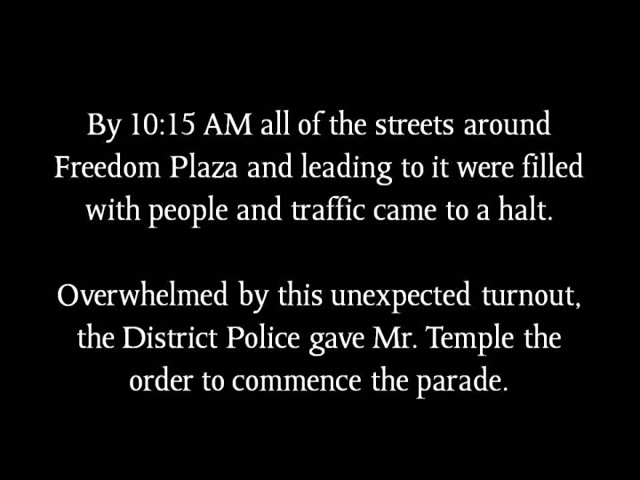 By 10:15 AM all of the streets around
Freedom Plaza and leading to it were filled
with people and traffic came to a halt.
Overwhelmed by this unexpected turnout,
the District Police gave Mr. Temple the
order to commence the parade.